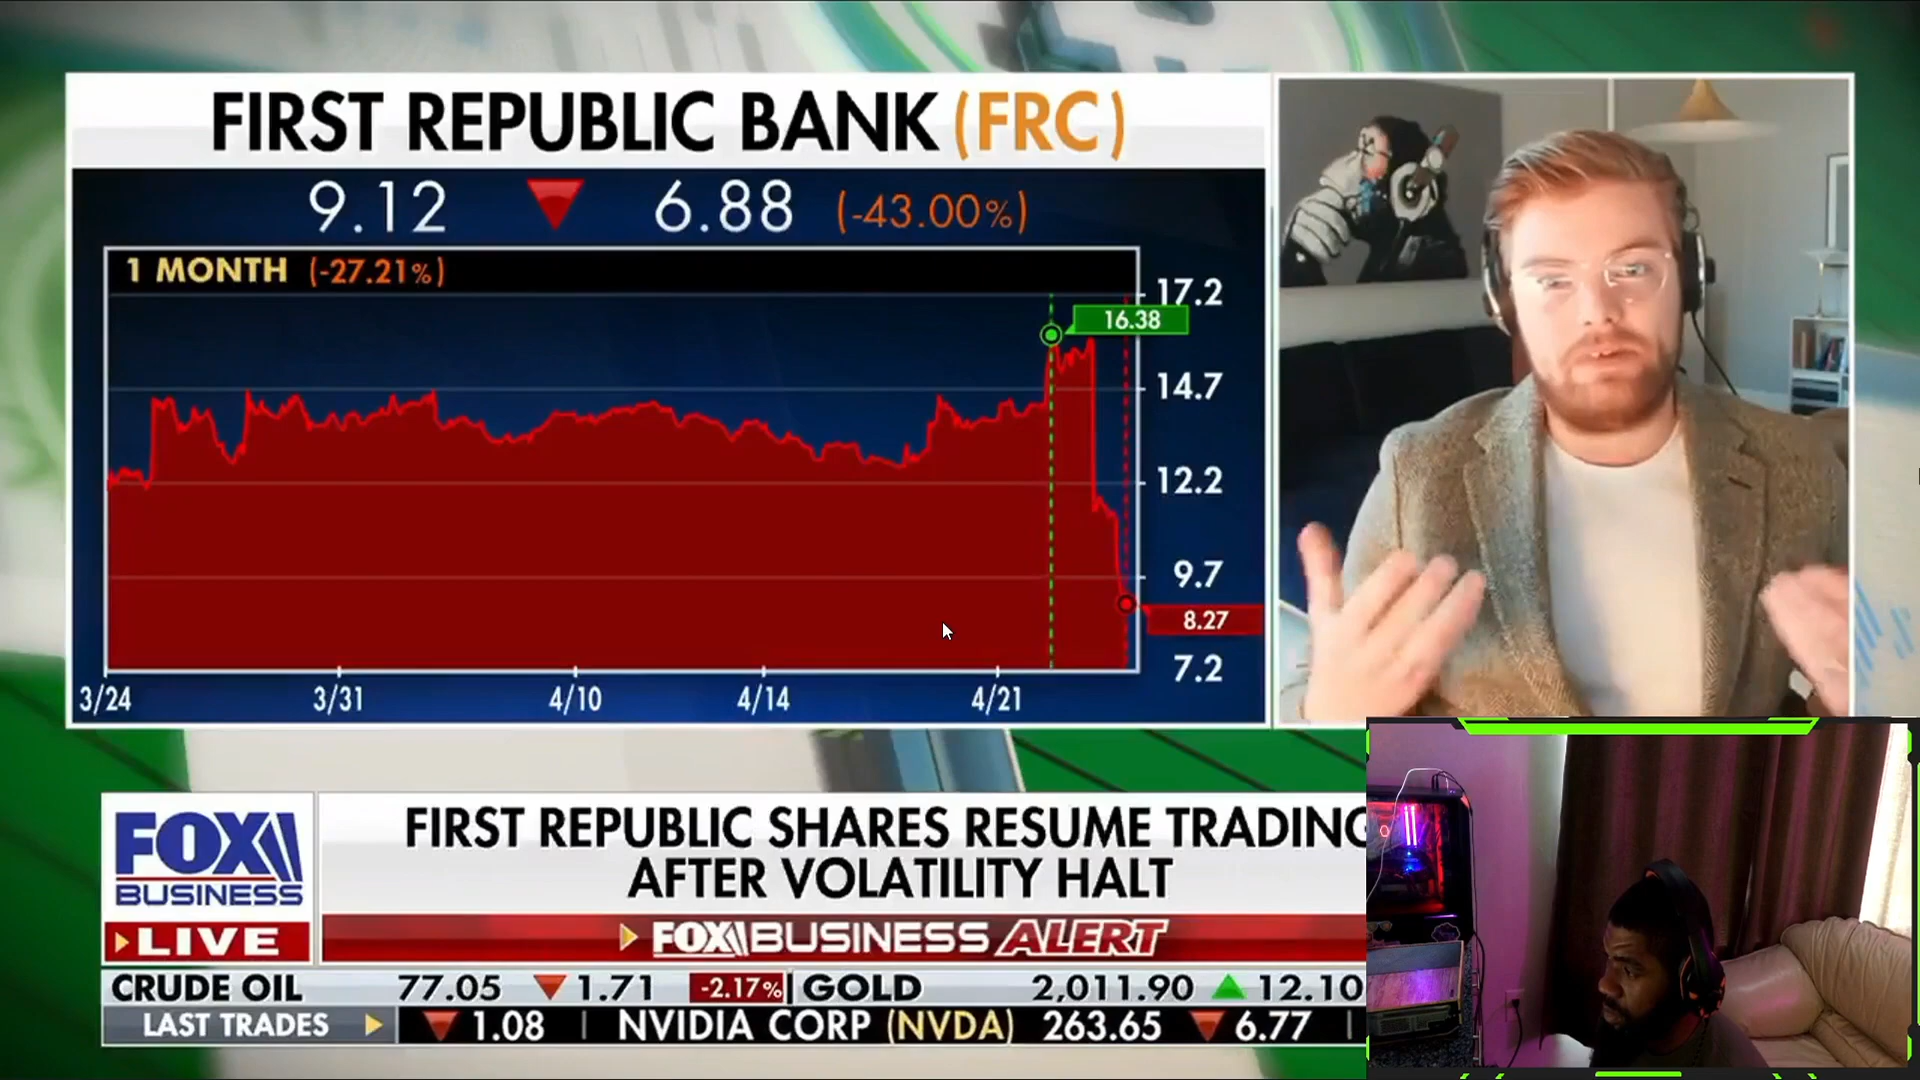 FIRST REPUBLIC BANK (FRC)
9.12 ▼ 6.88 (-43.00%)
1 MONTH (-27.21%)
17.2
16.38
14.7
12.2
9.7
8.27
7.2
3/24 3/31 4/10 4/14 4/21
FOX BUSINESS
LIVE
FIRST REPUBLIC SHARES RESUME TRADING
AFTER VOLATILITY HALT
FOX BUSINESS ALERT
CRUDE OIL 77.05 ▼ 1.71 -2.17% GOLD 2,011.90 ▲ 12.10
LAST TRADES ▼ 1.08 NVIDIA CORP (NVDA) 263.65 ▼ 6.77